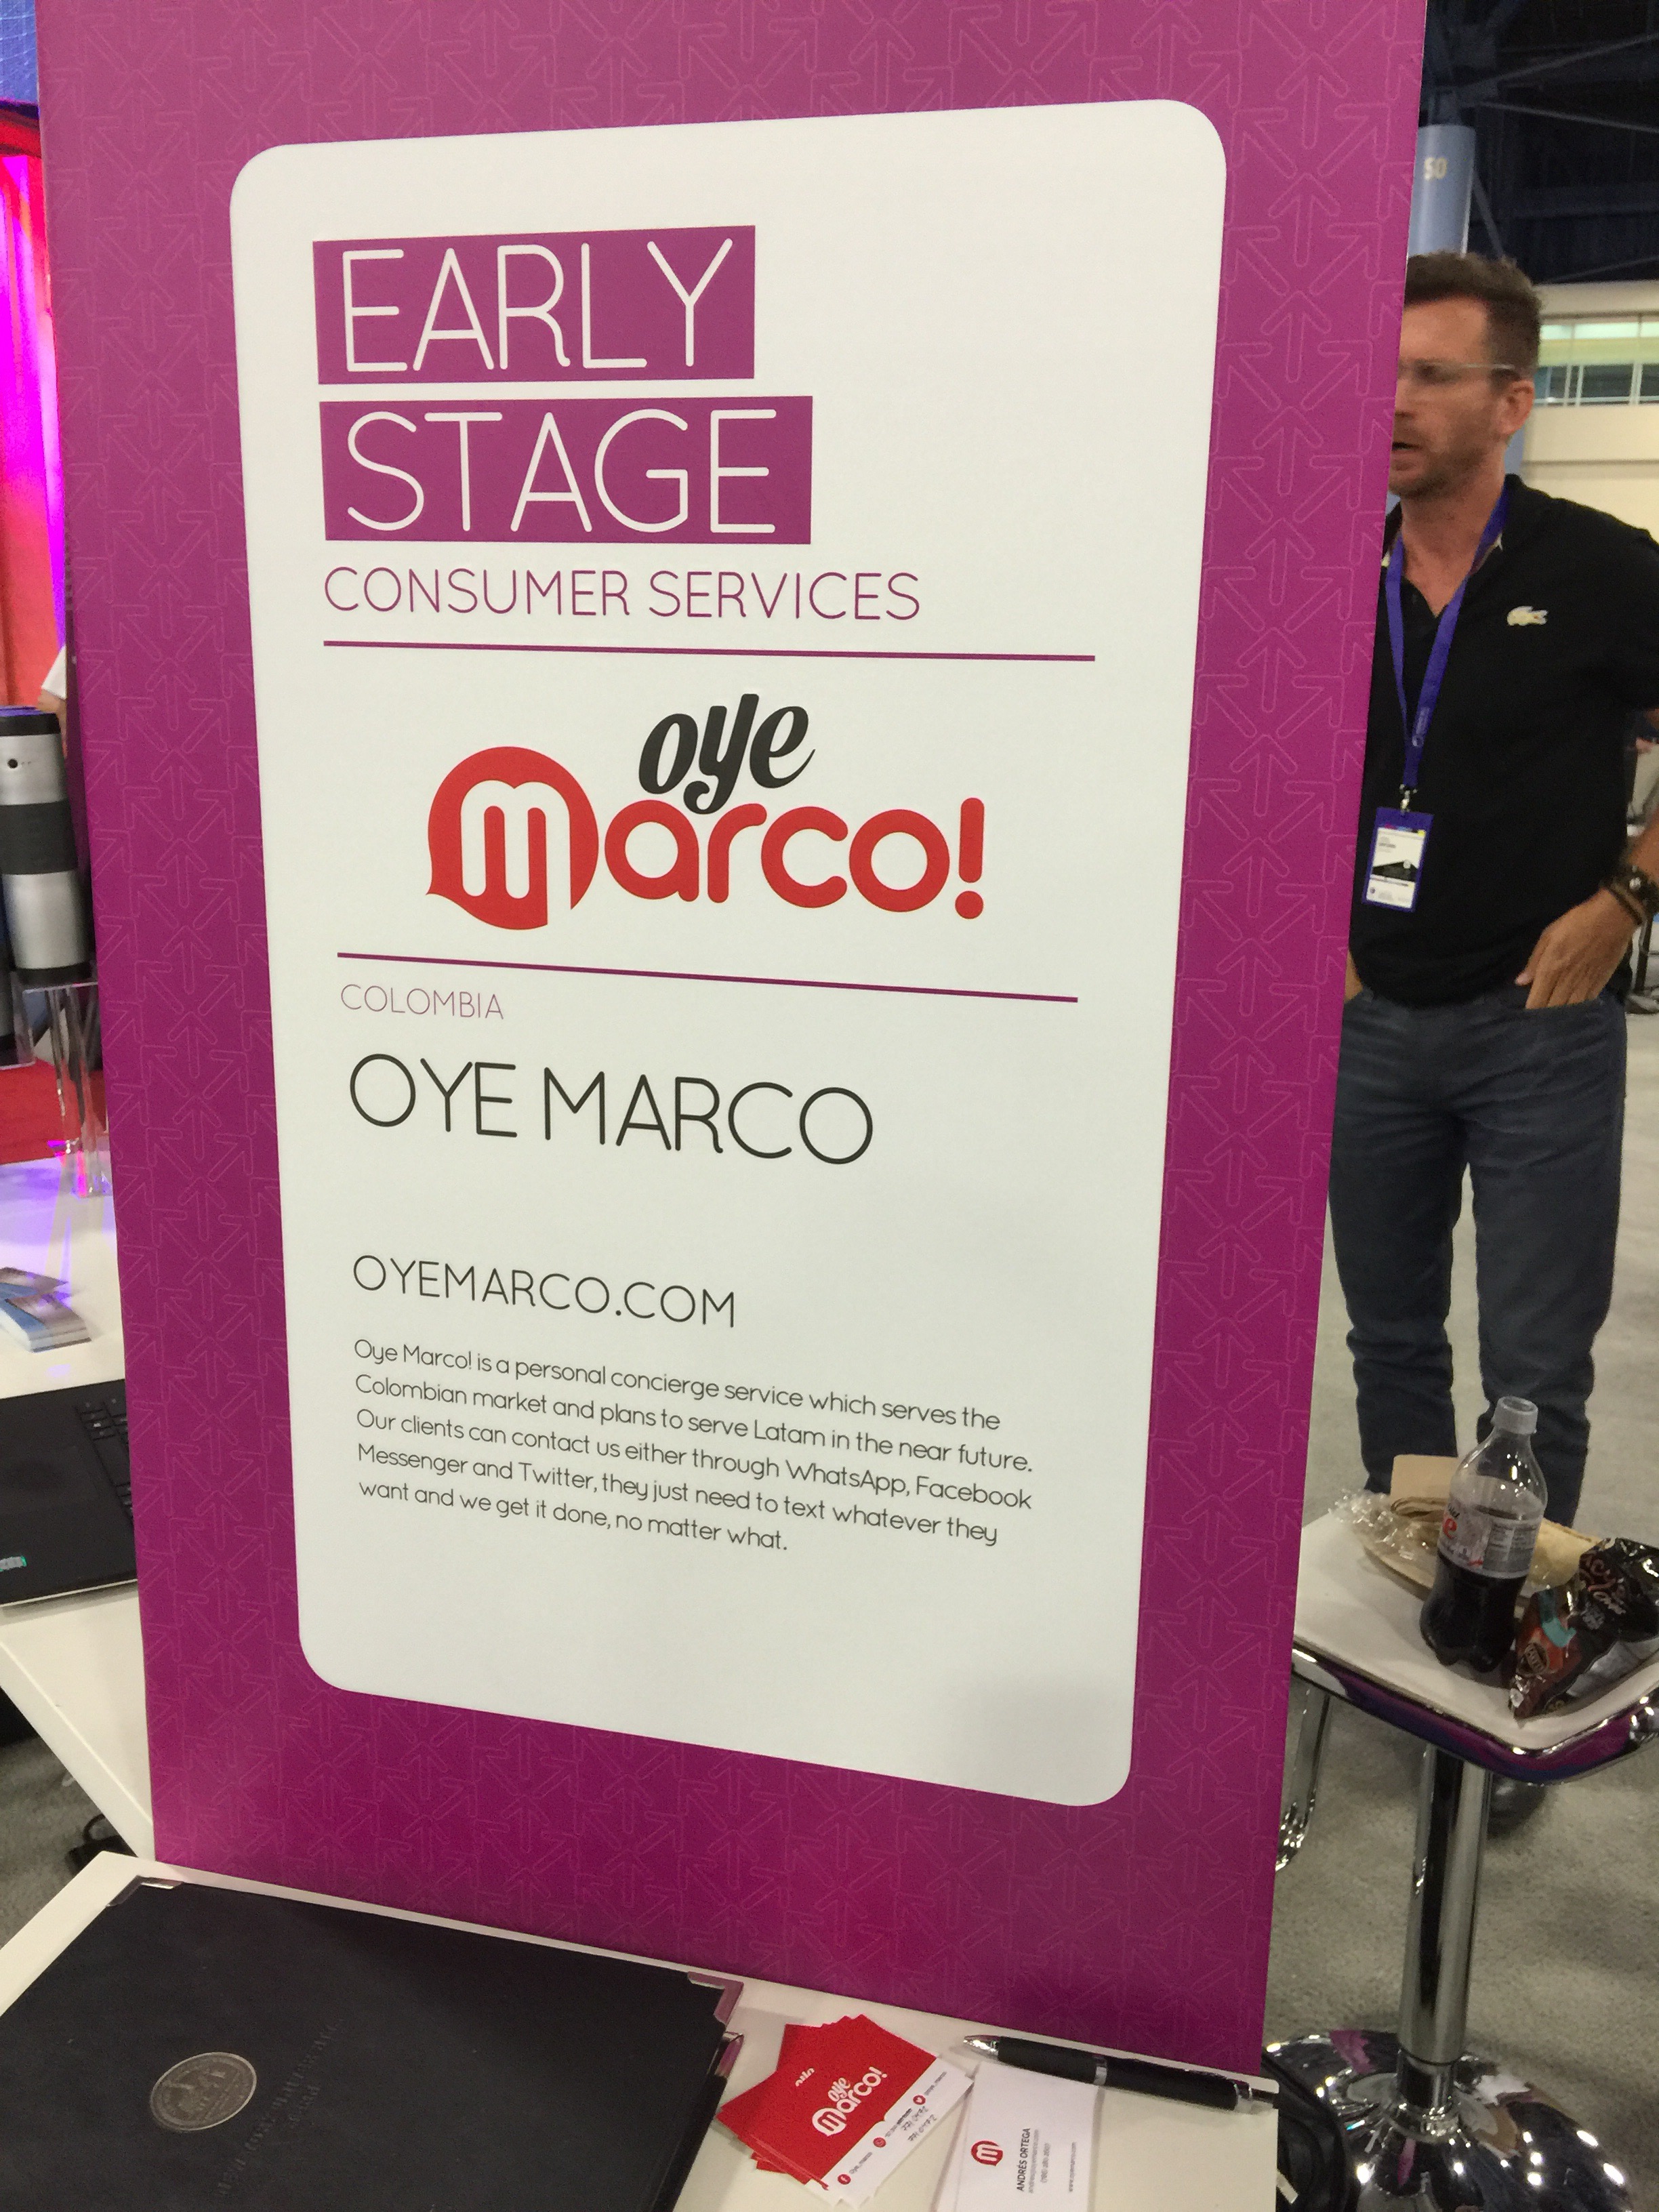 EARLY
STAGE
CONSUMER SERVICES
oye
marco!
COLOMBIA
OYE MARCO
OYEMARCO.COM
Oye Marco! is a personal concierge service which serves the
Colombian market and plans to serve Latam in the near future.
Our clients can contact us either through WhatsApp, Facebook
Messenger and Twitter, they just need to text whatever they
want and we get it done, no matter what.
50
oye
marco!
m
ANDRÉS ORTEGA